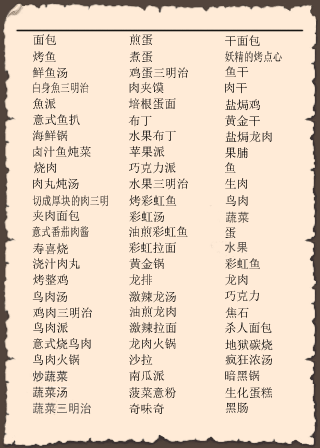 面包 煎蛋 干面包
烤鱼 煮蛋 妖精的烤点心
鲜鱼汤 鸡蛋三明治 鱼干
白身魚三明治 肉夹馍 肉干
魚派 培根蛋面 盐焗鸡
意式鱼扒 布丁 黄金干
海鲜锅 水果布丁 盐焗龙肉
卤汁鱼炖菜 苹果派 果脯
烧肉 巧克力派 鱼
肉丸炖汤 水果三明治 生肉
切成厚块的肉三明 烤彩虹鱼 鸟肉
夹肉面包 彩虹汤 蔬菜
意式番茄肉酱 油煎彩虹鱼 蛋
寿喜烧 彩虹拉面 水果
浇汁肉丸 黄金锅 彩虹鱼
烤整鸡 龙排 龙肉
鸟肉汤 激辣龙汤 巧克力
鸡肉三明治 油煎龙肉 焦石
鸟肉派 激辣拉面 杀人面包
意式烧鸟肉 龙肉火锅 地狱碳烧
鸟肉火锅 沙拉 疯狂浓汤
炒蔬菜 南瓜派 暗黑锅
蔬菜汤 菠菜意粉 生化蛋糕
蔬菜三明治 奇味奇 黑肠